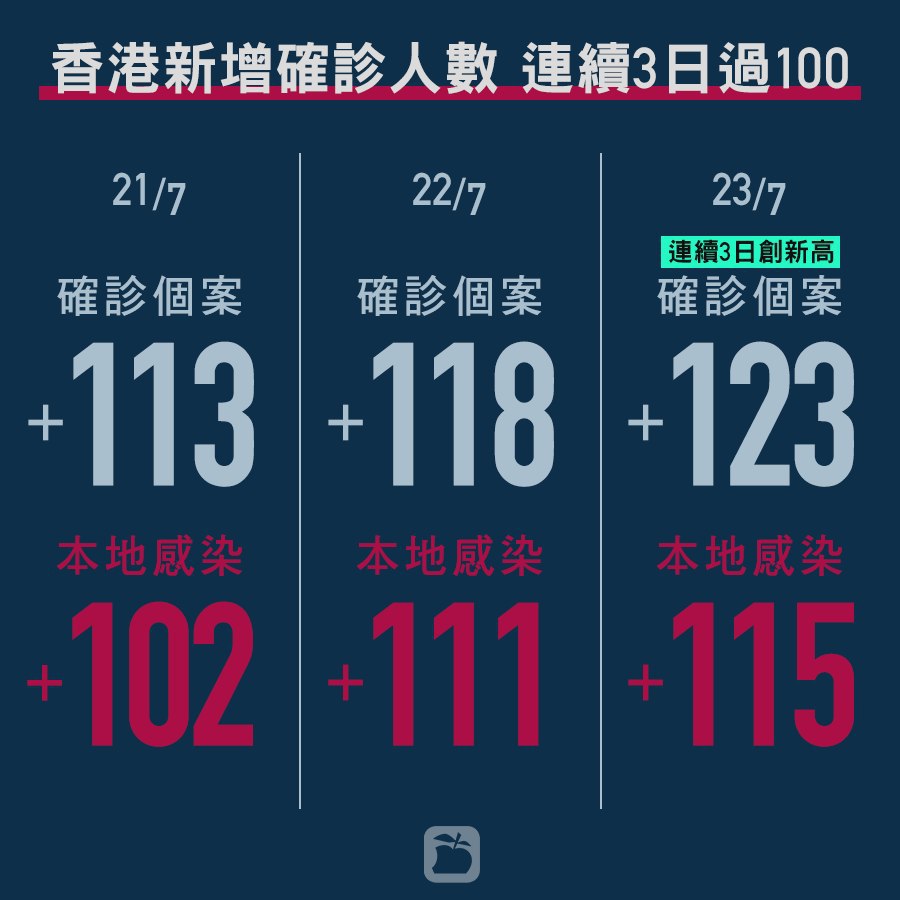 香港新增確診人數 連續3日過100
21/7
確診個案
+113
本地感染
+102
22/7
確診個案
+118
本地感染
+111
23/7
連續3日創新高
確診個案
+123
本地感染
+115